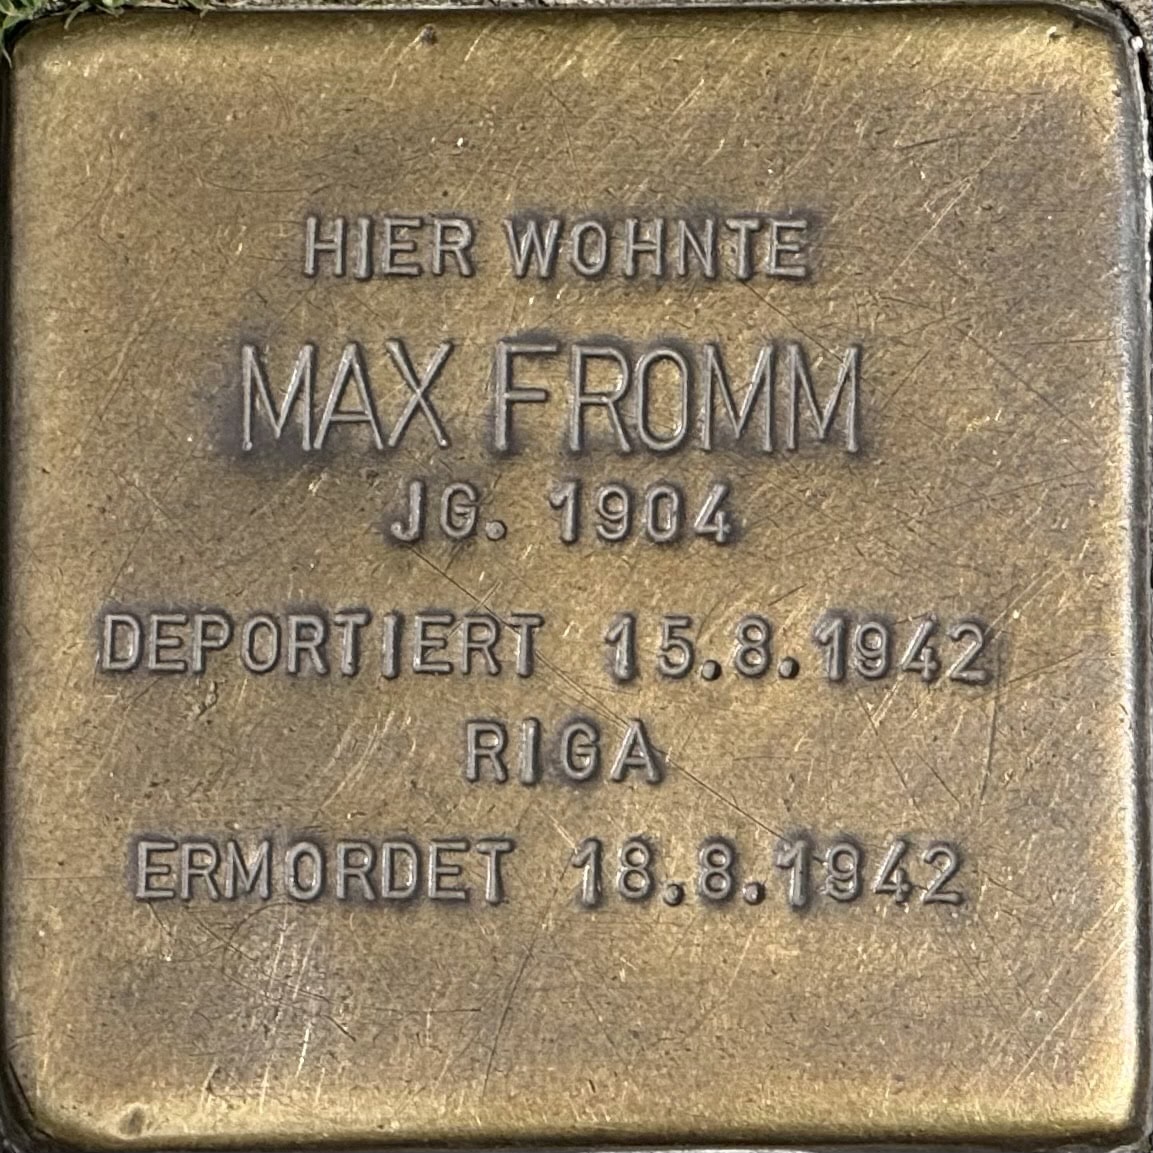 HIER WOHNTE
MAX FROMM
JG. 1904
DEPORTIERT 15.8.1942
RIGA
ERMORDET 18.8.1942